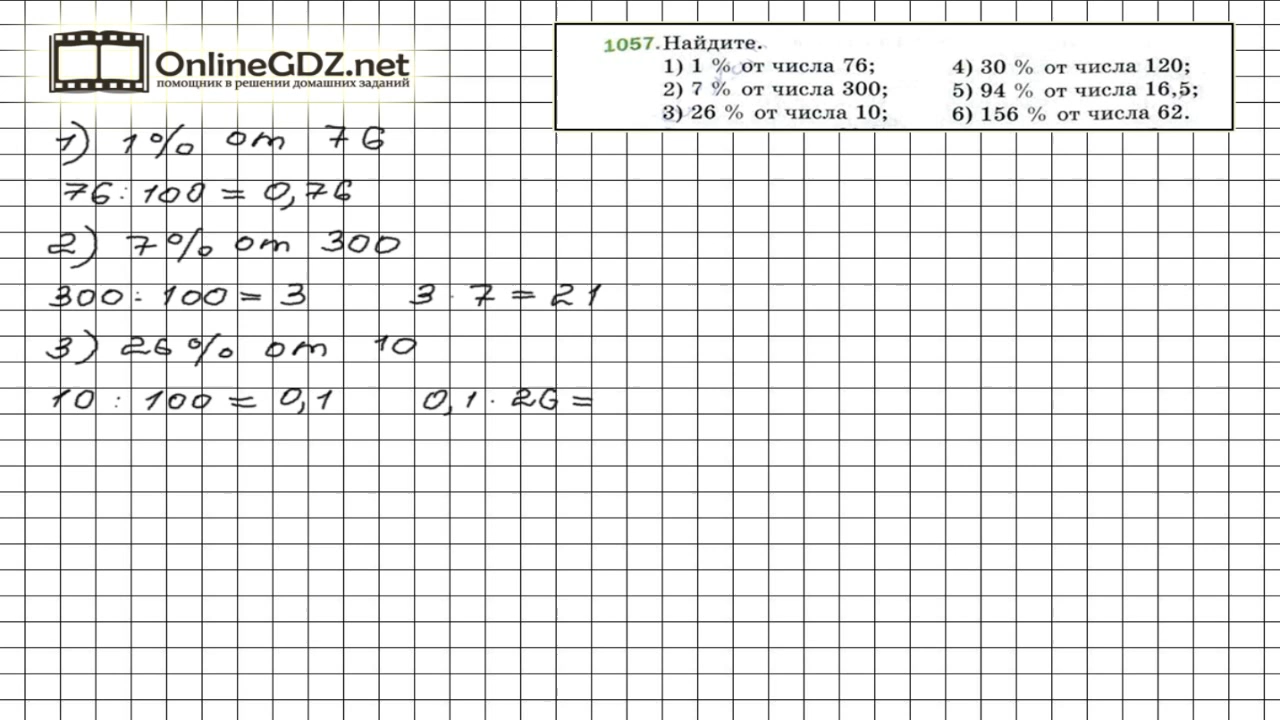 OnlineGDZ.net
помощник в решении домашних заданий
1057. Найдите.
1) 1 % от числа 76;
2) 7 % от числа 300;
3) 26 % от числа 10;
4) 30 % от числа 120;
5) 94 % от числа 16,5;
6) 156 % от числа 62.
1) 1% от 76
76 : 100 = 0,76
2) 7% от 300
300 : 100 = 3 3 · 7 = 21
3) 26% от 10
10 : 100 = 0,1 0,1 · 26 =